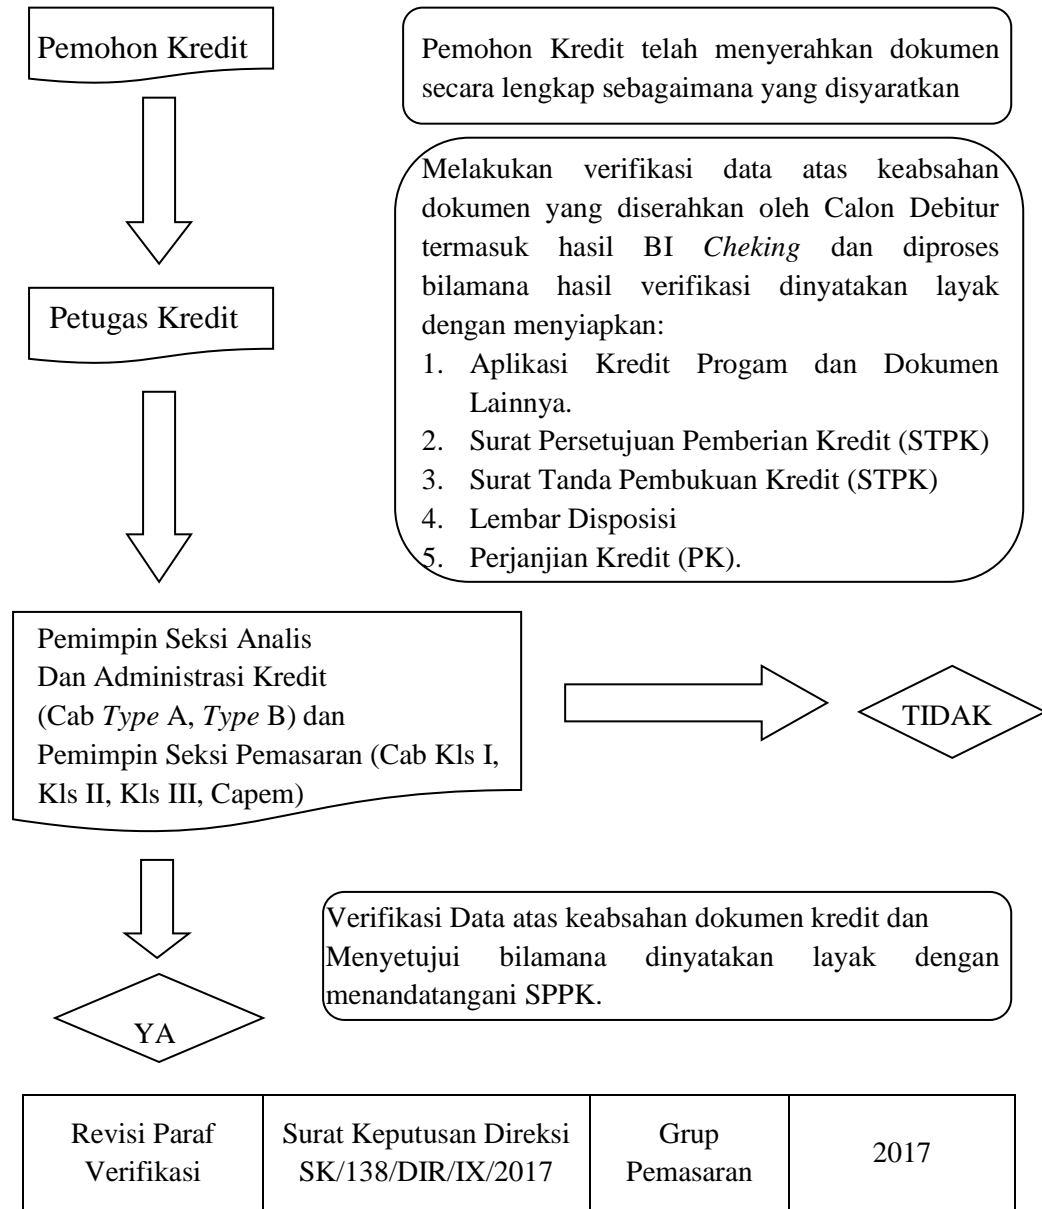 Pemohon Kredit
Pemohon Kredit telah menyerahkan dokumen
secara lengkap sebagaimana yang disyaratkan
Melakukan verifikasi data atas keabsahan
dokumen yang diserahkan oleh Calon Debitur
termasuk hasil BI Cheking dan diproses
bilamana hasil verifikasi dinyatakan layak
dengan menyiapkan:
1. Aplikasi Kredit Progam dan Dokumen
Lainnya.
2. Surat Persetujuan Pemberian Kredit (STPK)
3. Surat Tanda Pembukuan Kredit (STPK)
4. Lembar Disposisi
5. Perjanjian Kredit (PK).
Petugas Kredit
Pemimpin Seksi Analis
Dan Administrasi Kredit
(Cab Type A, Type B) dan
Pemimpin Seksi Pemasaran (Cab Kls I,
Kls II, Kls III, Capem)
TIDAK
Verifikasi Data atas keabsahan dokumen kredit dan
Menyetujui bilamana dinyatakan layak dengan
menandatangani SPPK.
YA
Revisi Paraf
Verifikasi
Surat Keputusan Direksi
SK/138/DIR/IX/2017
Grup
Pemasaran
2017